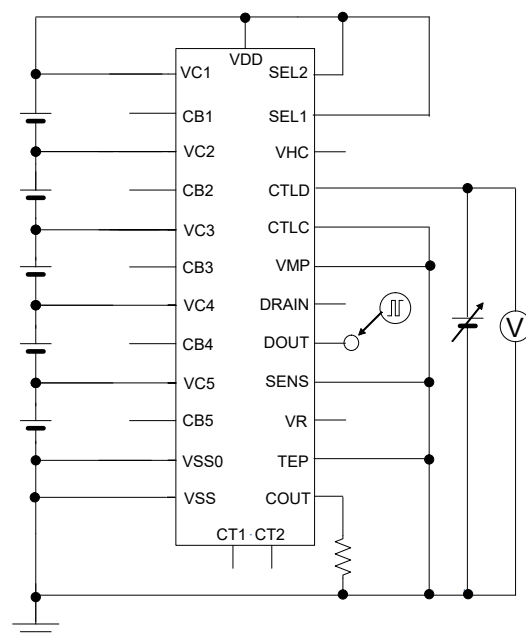 VDD
VC1
SEL2
CB1
SEL1
VC2
VHC
CB2
CTLD
VC3
CTLC
CB3
VMP
VC4
DRAIN
CB4
DOUT
VC5
SENS
CB5
VR
VSS0
TEP
VSS
COUT
CT1 CT2
V